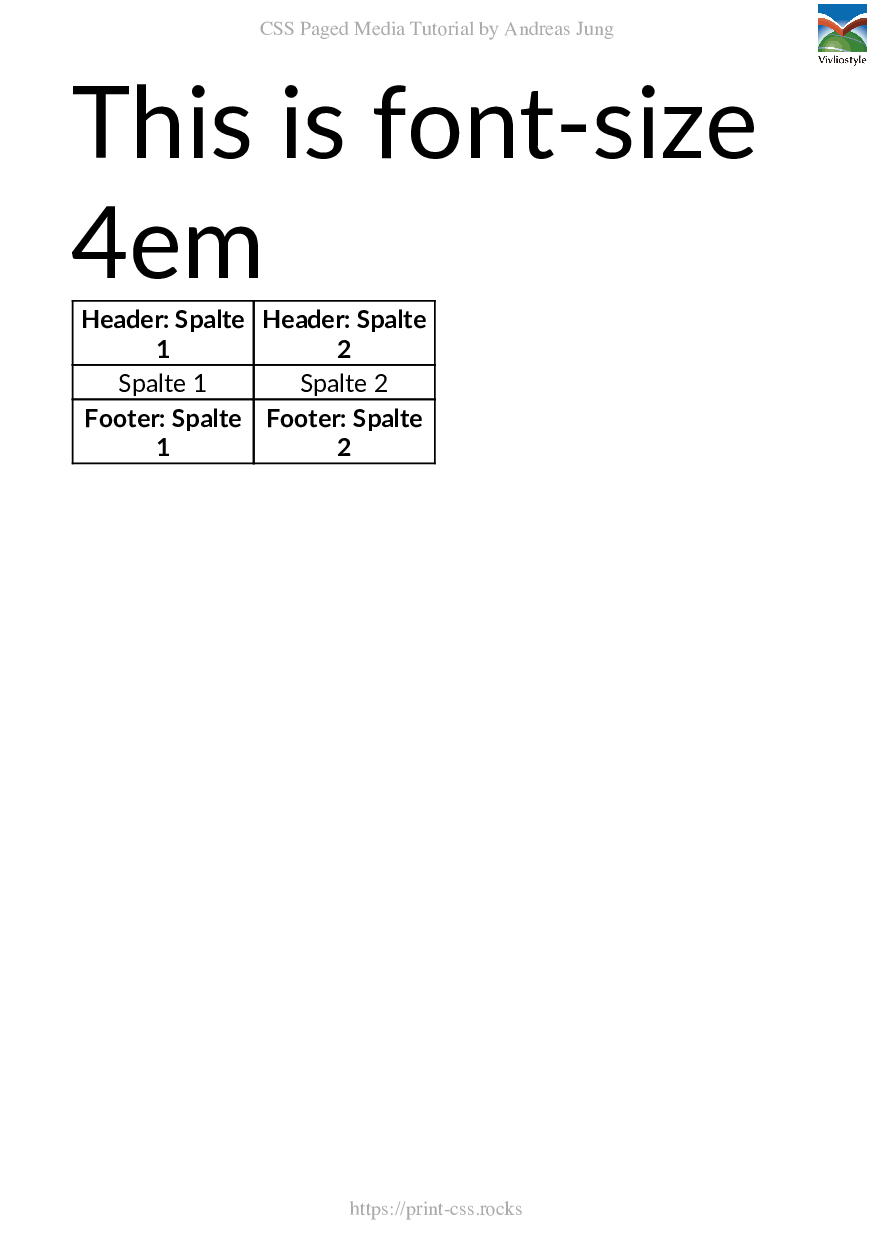 CSS Paged Media Tutorial by Andreas Jung
Vivliostyle
This is font-size
4em
Header: Spalte Header: Spalte
1 2
Spalte 1 Spalte 2
Footer: Spalte Footer: Spalte
1 2
https://print-css.rocks